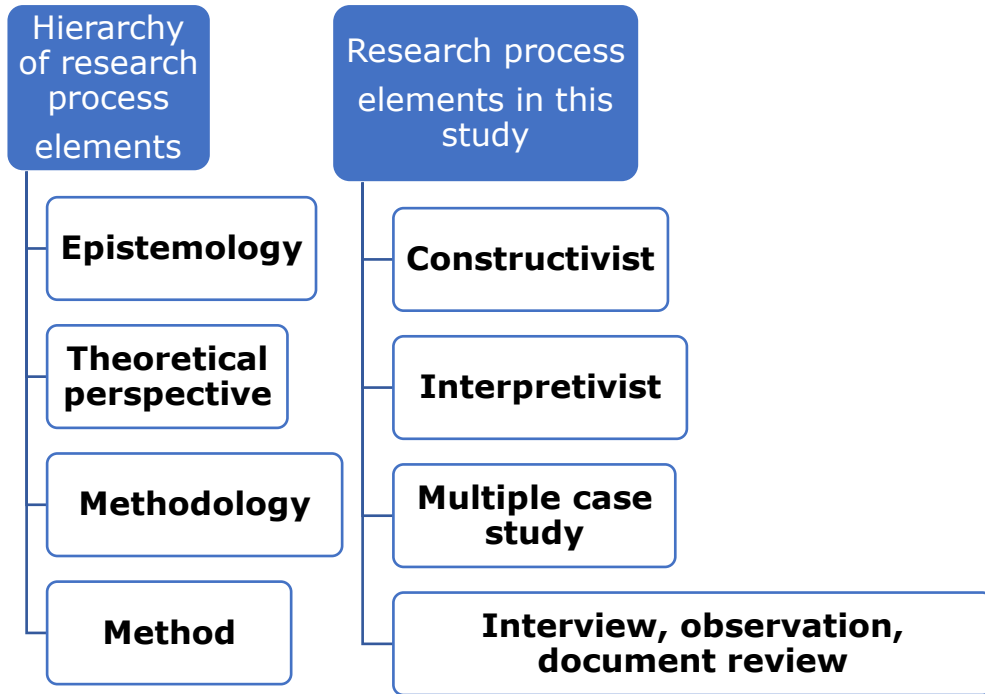 Hierarchy
of research
process
elements
Epistemology
Theoretical
perspective
Methodology
Method
Research process
elements in this
study
Constructivist
Interpretivist
Multiple case
study
Interview, observation,
document review